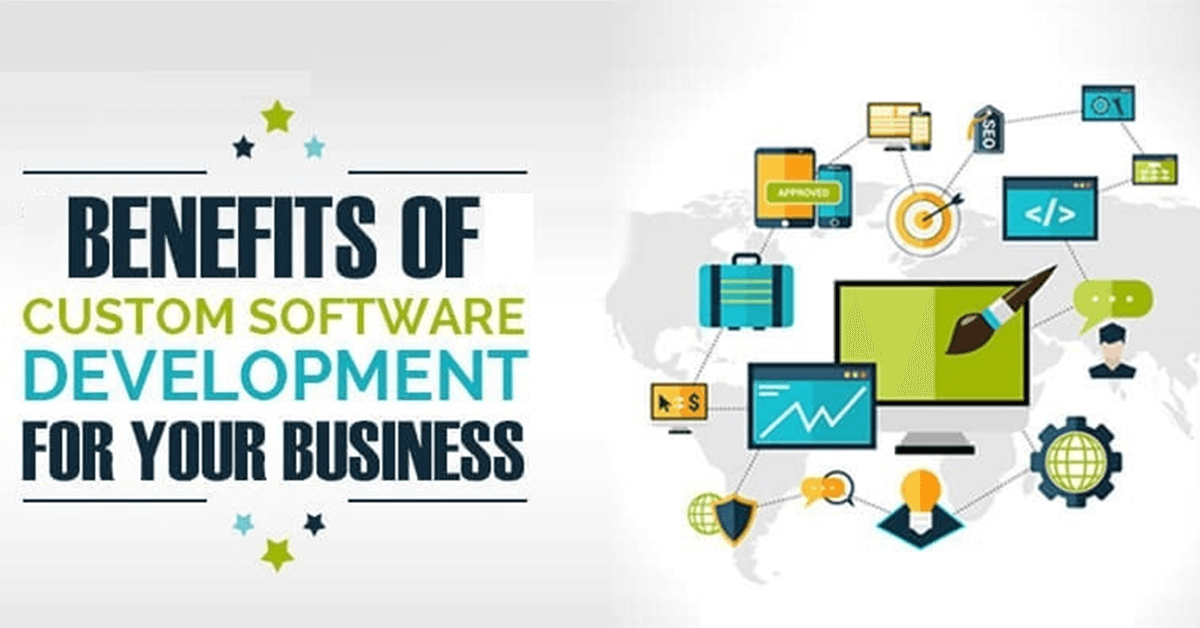 BENEFITS OF
CUSTOM SOFTWARE
DEVELOPMENT
FOR YOUR BUSINESS
APPROVED
SEO
</>
$